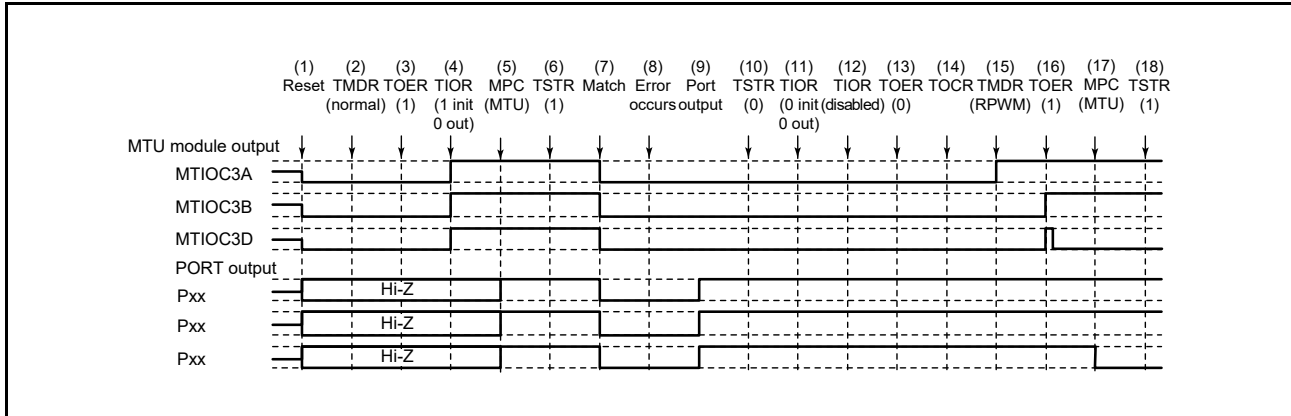 (1) (2) (3) (4) (5) (6) (7) (8) (9) (10) (11) (12) (13) (14) (15) (16) (17) (18)
Reset TMDR TOER TIOR MPC TSTR Match Error Port TSTR TIOR TIOR TOER TOCR TMDR TOER MPC TSTR
(normal) (1) (1 init (MTU) (1) occurs output (0) (0 init (disabled) (0) (RPWM) (1) (MTU) (1)
0 out) 0 out)
MTU module output
MTIOC3A
MTIOC3B
MTIOC3D
PORT output
Pxx Hi-Z
Pxx Hi-Z
Pxx Hi-Z